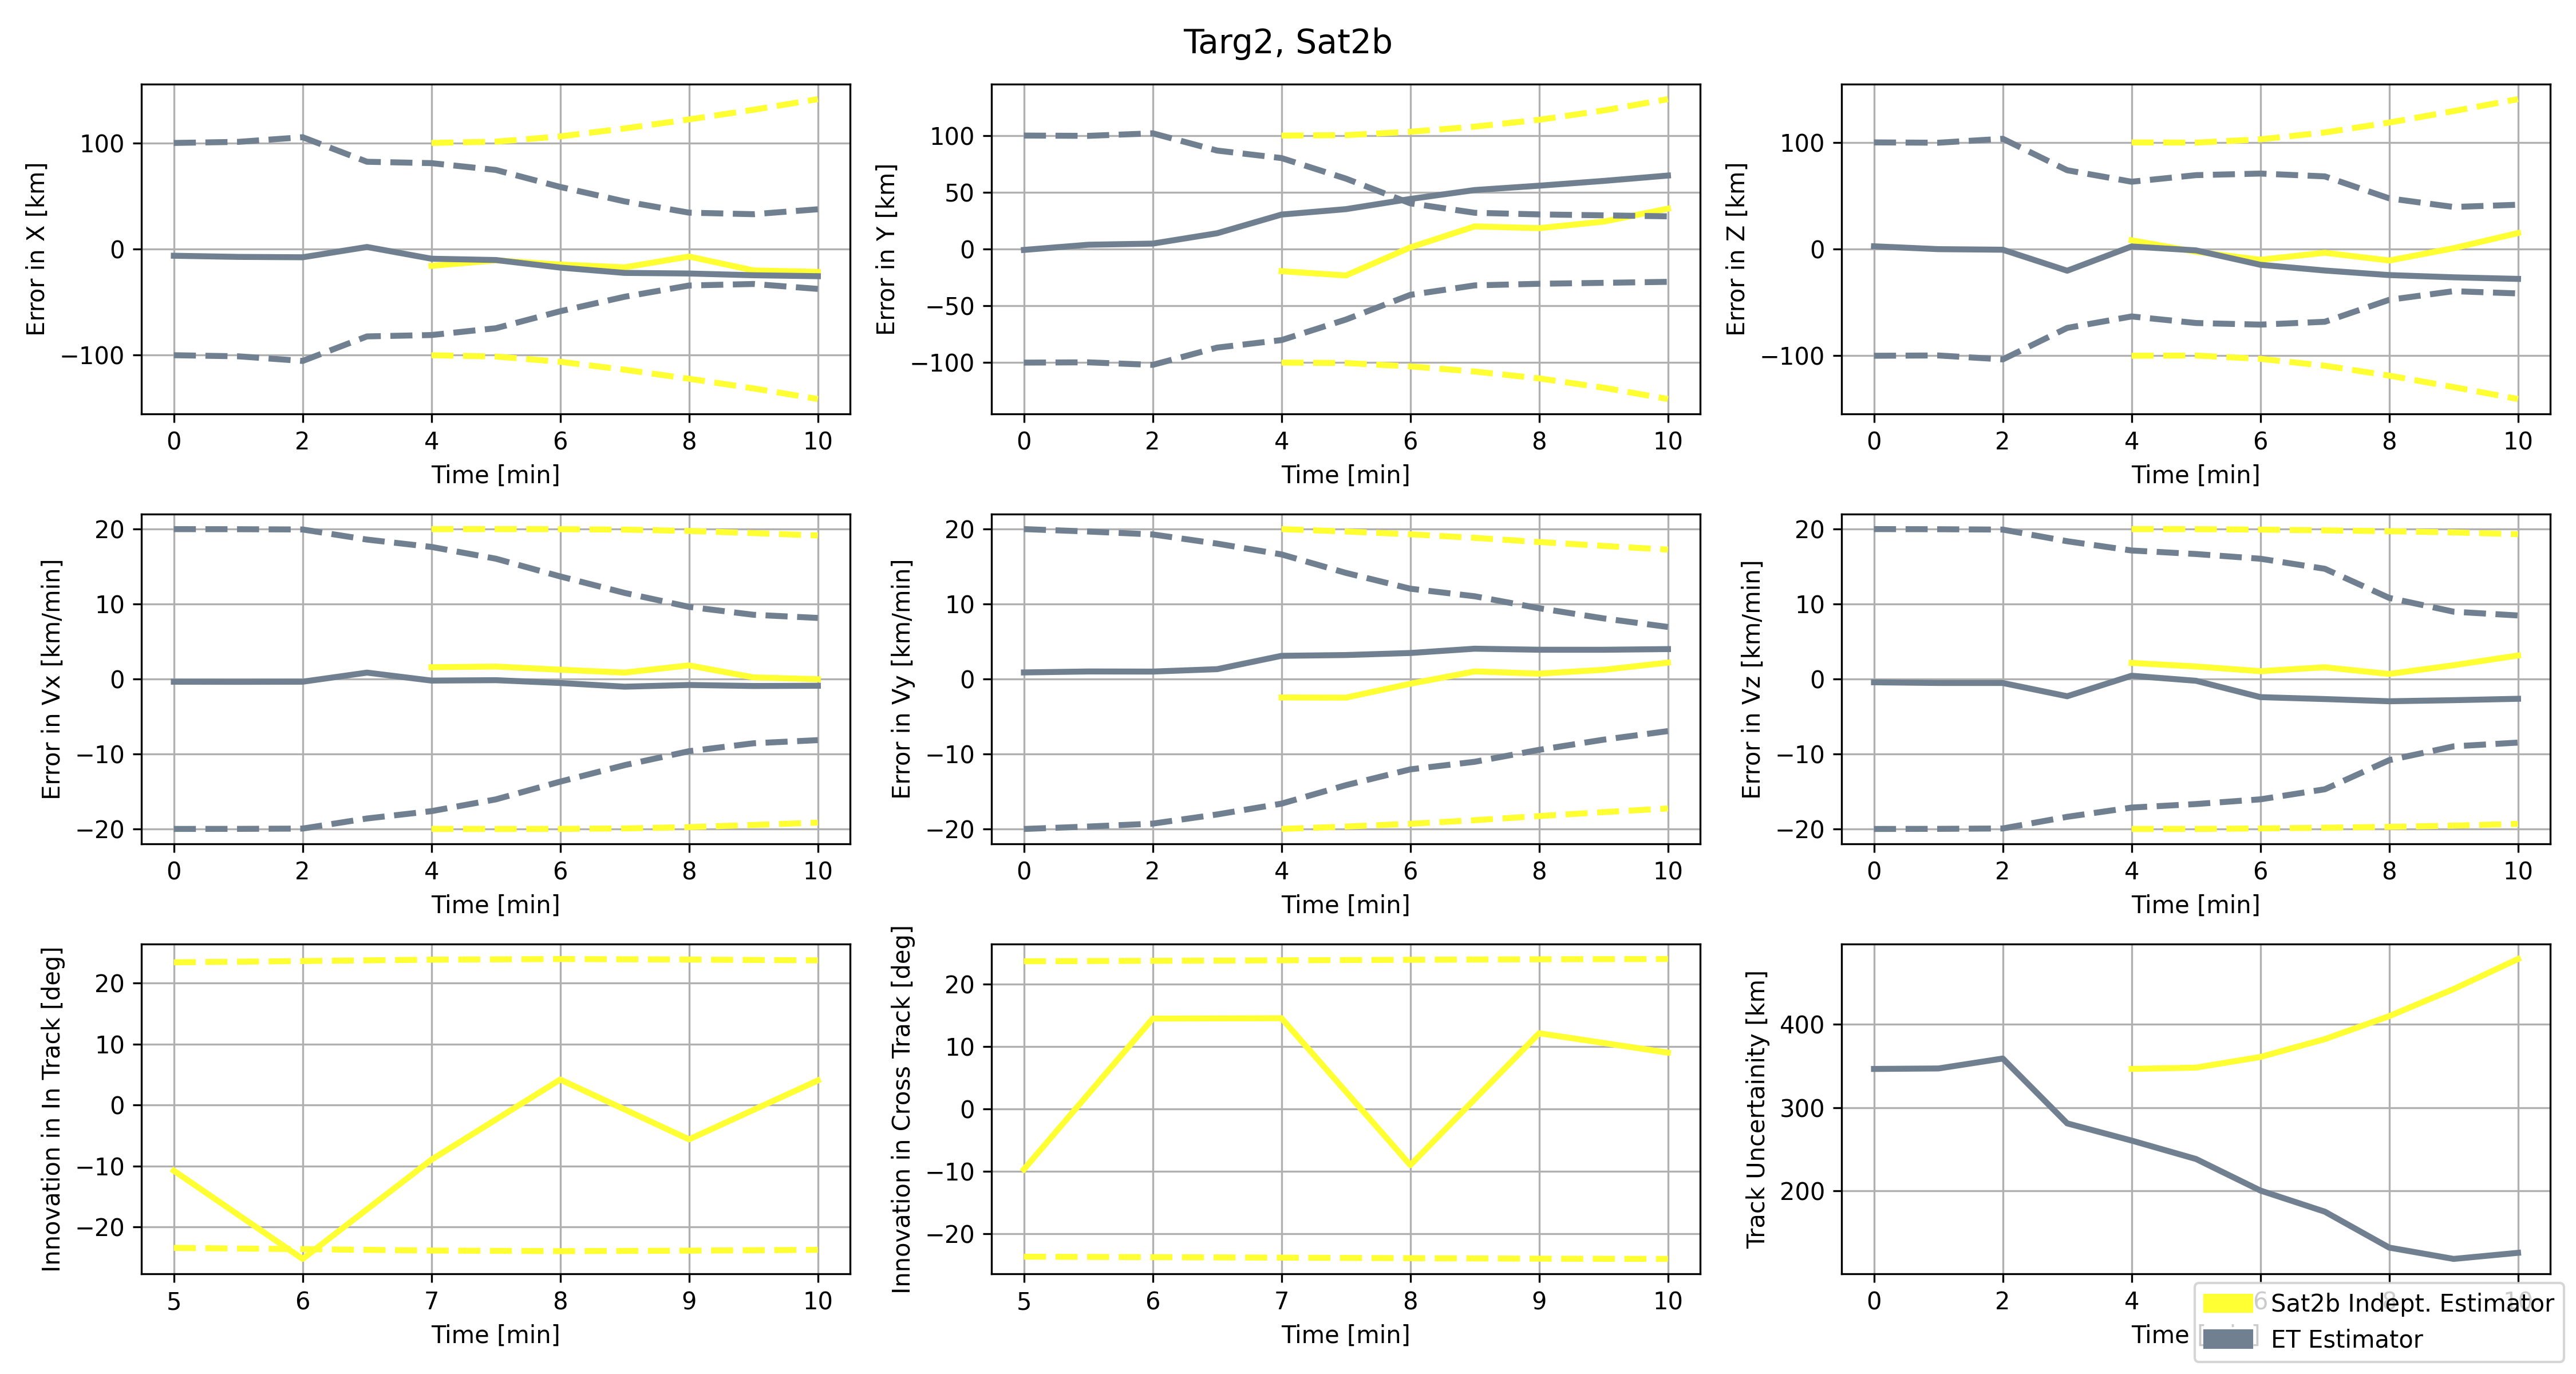 Targ2, Sat2b
Error in X [km]
100
0
−100
0 2 4 6 8 10
Time [min]
Error in Y [km]
100
50
0
−50
−100
0 2 4 6 8 10
Time [min]
Error in Z [km]
100
0
−100
0 2 4 6 8 10
Time [min]
Error in Vx [km/min]
20
10
0
−10
−20
0 2 4 6 8 10
Time [min]
Error in Vy [km/min]
20
10
0
−10
−20
0 2 4 6 8 10
Time [min]
Error in Vz [km/min]
20
10
0
−10
−20
0 2 4 6 8 10
Time [min]
Innovation in In Track [deg]
20
10
0
−10
−20
5 6 7 8 9 10
Time [min]
Innovation in Cross Track [deg]
20
10
0
−10
−20
5 6 7 8 9 10
Time [min]
Track Uncertainity [km]
400
300
200
0 2 4 6 8 10
Time [min]
Sat2b Indept. Estimator
ET Estimator